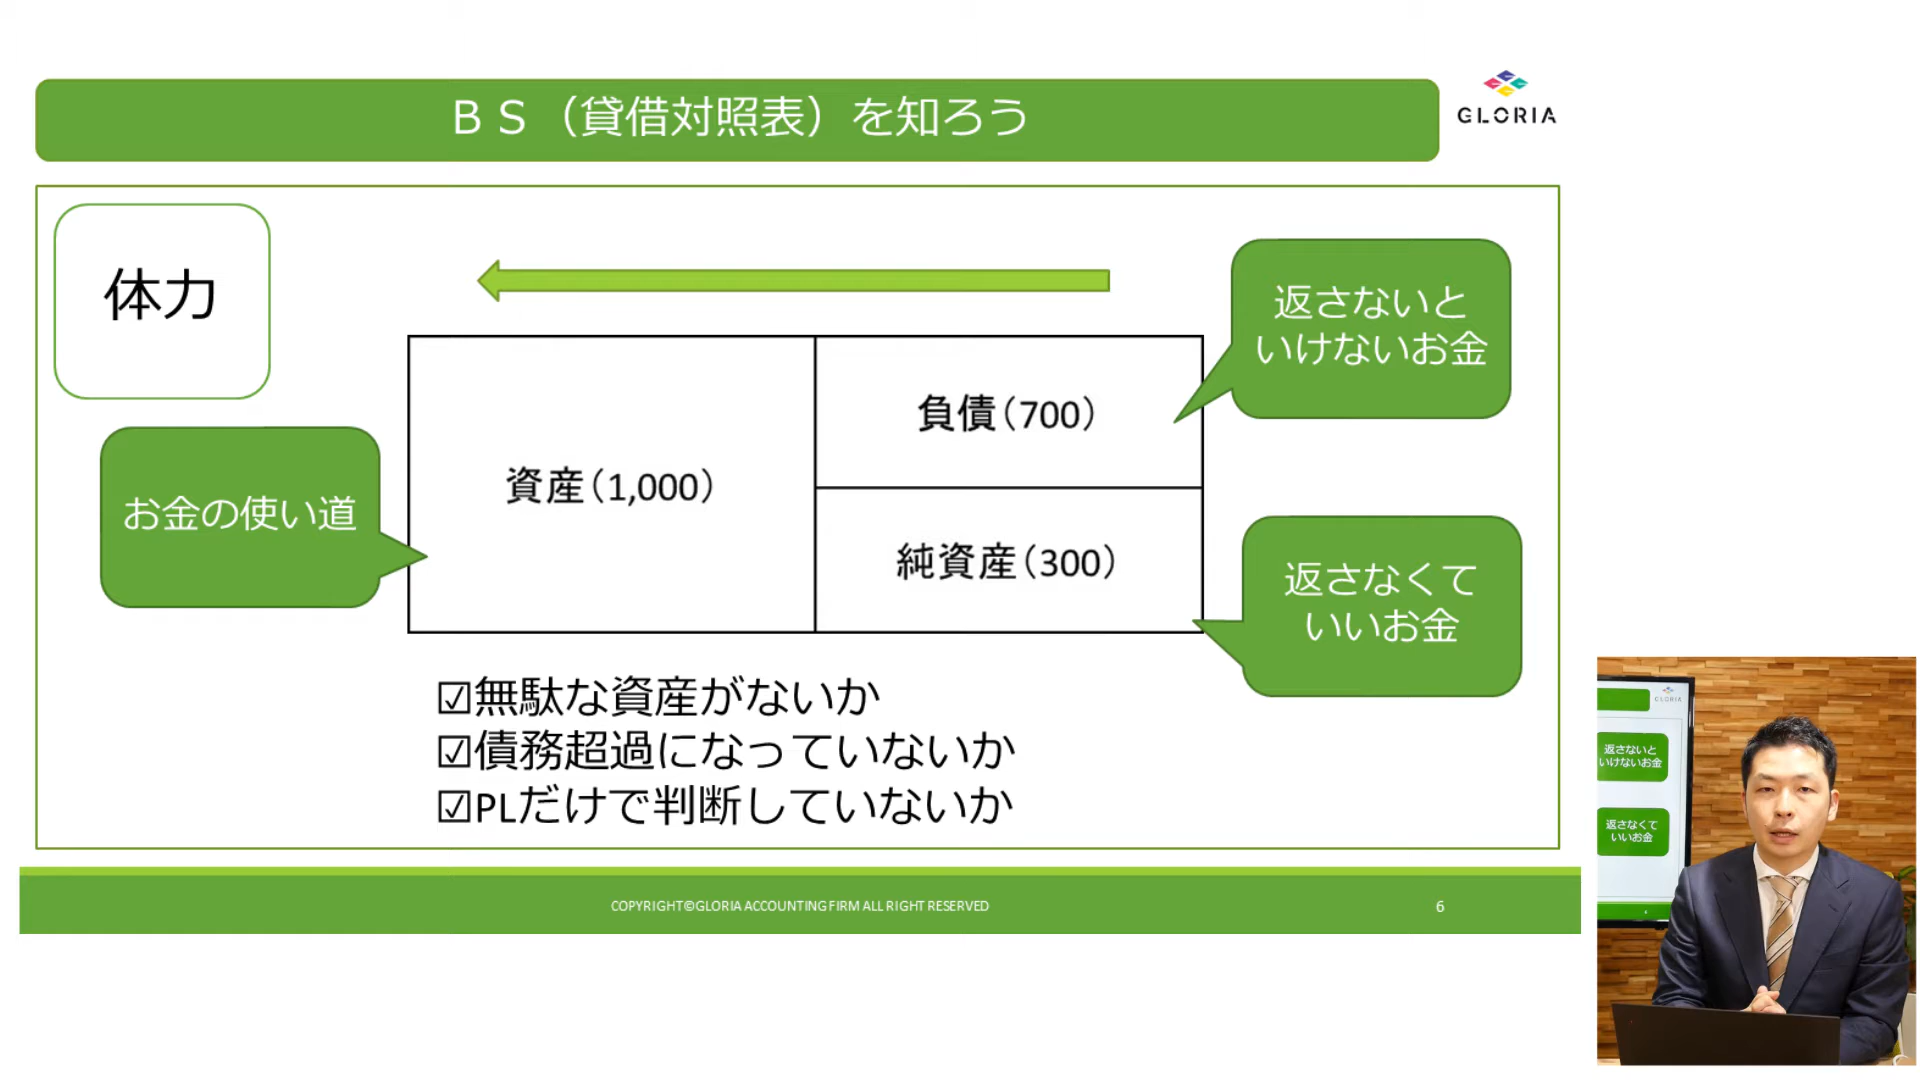 ＢＳ（貸借対照表）を知ろう
GLORIA
体力
返さないと
いけないお金
負債（700）
資産（1,000）
お金の使い道
純資産（300）
返さなくて
いいお金
☑無駄な資産がないか
☑債務超過になっていないか
☑PLだけで判断していないか
COPYRIGHT©GLORIA ACCOUNTING FIRM ALL RIGHT RESERVED
6
GLORIA
返さないと
いけないお金
返さなくて
いいお金